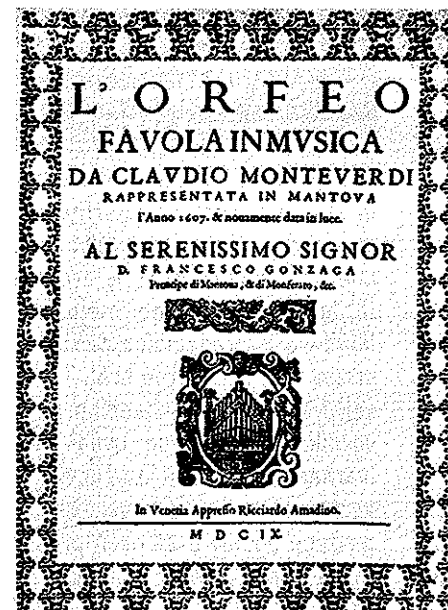 L' O R F E O
FAVOLA IN MVSICA
DA CLAVDIO MONTEVERDI
RAPPRESENTATA IN MANTOVA
l'Anno 1607. & nouamente data in luce.
AL SERENISSIMO SIGNOR
D. FRANCESCO GONZAGA
Prencipe di Mantoua, & di Monferato, &c.
In Venetia Appresso Ricciardo Amadino.
M D C IX.